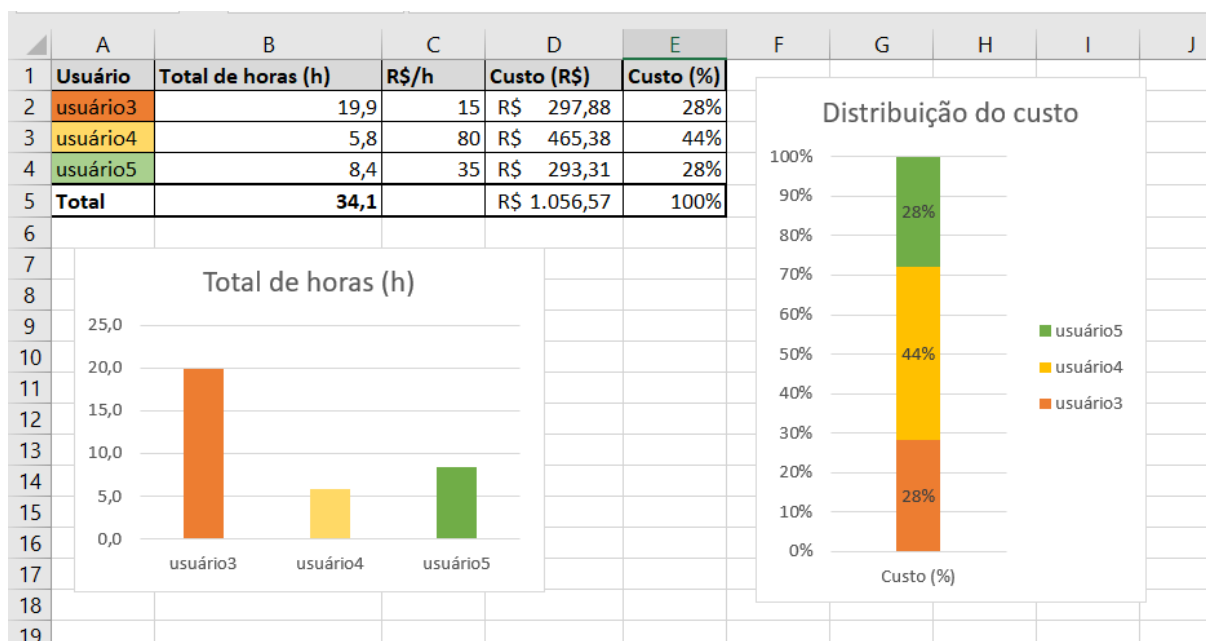 A B C D E F G H I J
1 Usuário Total de horas (h) R$/h Custo (R$) Custo (%)
2 usuário3 19,9 15 R$ 297,88 28%
3 usuário4 5,8 80 R$ 465,38 44%
4 usuário5 8,4 35 R$ 293,31 28%
5 Total 34,1 R$ 1.056,57 100%
6
7
8
9
10
11
12
13
14
15
16
17
18
19
Total de horas (h)
25,0
20,0
15,0
10,0
5,0
0,0
usuário3 usuário4 usuário5
Distribuição do custo
100%
90%
80%
70%
60%
50%
40%
30%
20%
10%
0%
28%
44%
28%
Custo (%)
usuário5
usuário4
usuário3